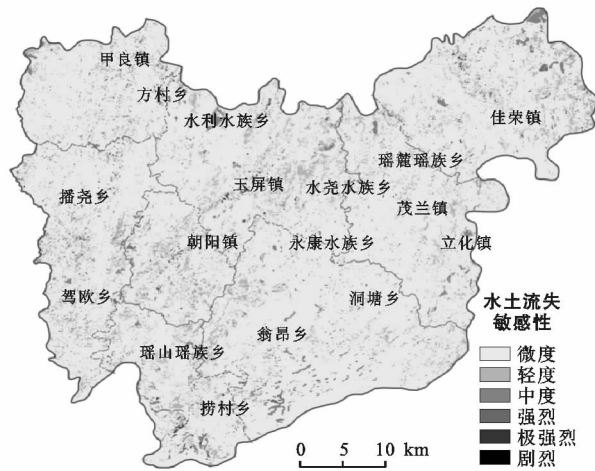 甲良镇
方村乡
水利水族乡
佳荣镇
瑶麓瑶族乡
播尧乡
玉屏镇
水尧水族乡
茂兰镇
朝阳镇
永康水族乡
立化镇
驾欧乡
洞塘乡
翁昂乡
瑶山瑶族乡
捞村乡
水土流失
敏感性
微度
轻度
中度
强烈
极强烈
剧烈
0 5 10 km